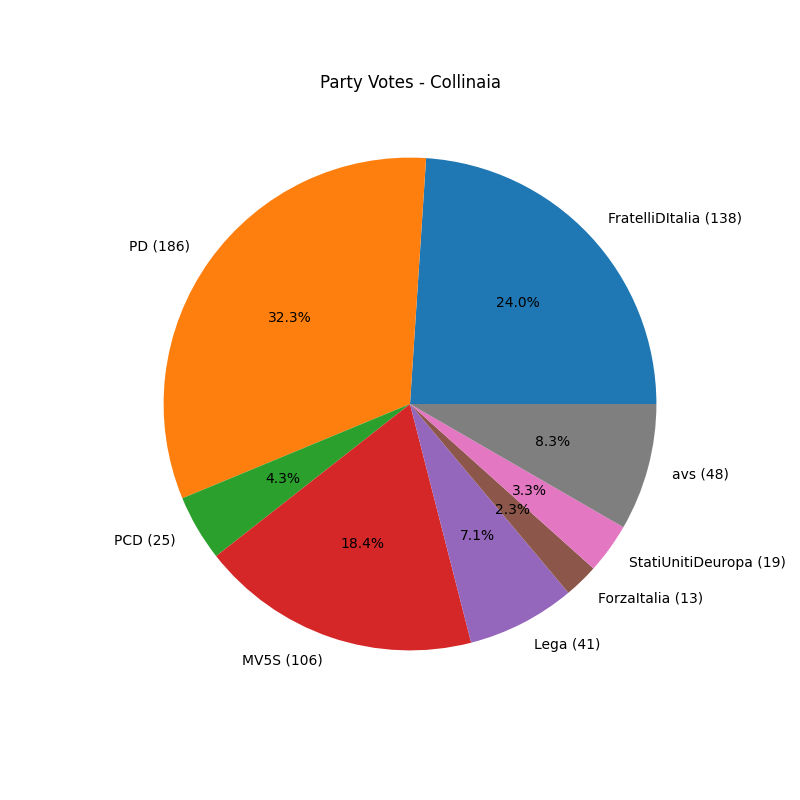 Party Votes - Collinaia
FratelliDItalia (138)
PD (186)
24.0%
32.3%
8.3%
avs (48)
4.3%
3.3%
2.3%
PCD (25)
7.1%
18.4%
StatiUnitiDeuropa (19)
ForzaItalia (13)
Lega (41)
MV5S (106)